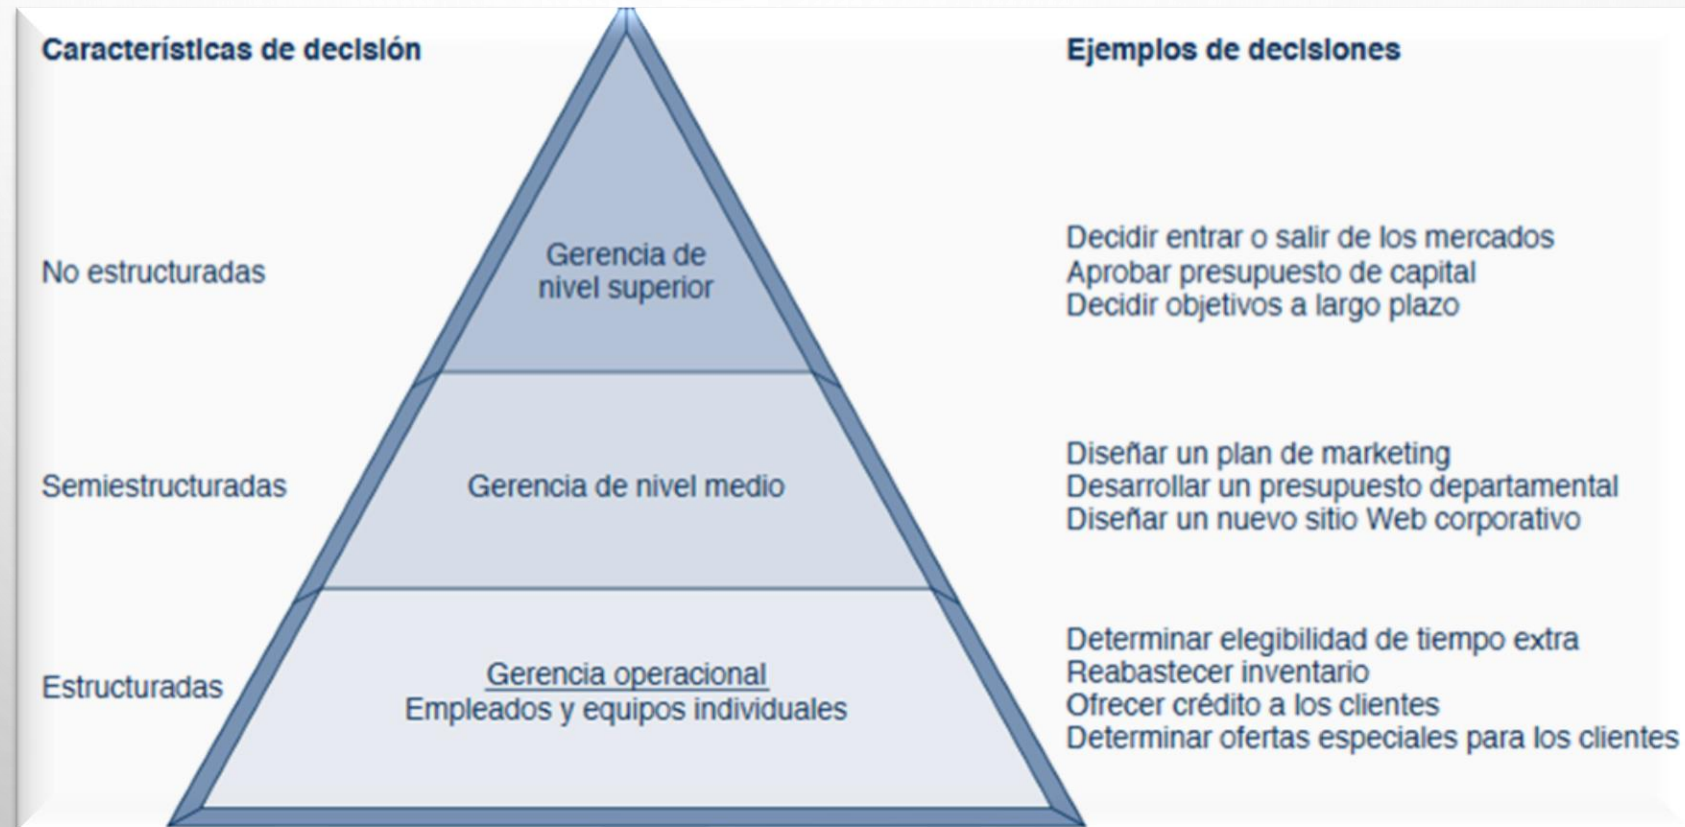 Características de decisión
Ejemplos de decisiones
No estructuradas
Gerencia de
nivel superior
Decidir entrar o salir de los mercados
Aprobar presupuesto de capital
Decidir objetivos a largo plazo
Semiestructuradas
Gerencia de nivel medio
Diseñar un plan de marketing
Desarrollar un presupuesto departamental
Diseñar un nuevo sitio Web corporativo
Estructuradas
Gerencia operacional
Empleados y equipos individuales
Determinar elegibilidad de tiempo extra
Reabastecer inventario
Ofrecer crédito a los clientes
Determinar ofertas especiales para los clientes